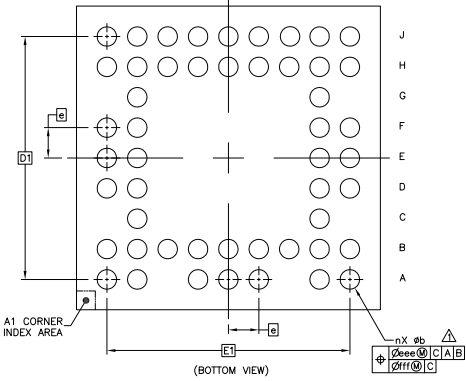 J
H
G
e
F
D1
E
D
C
B
A
A1 CORNER
INDEX AREA
e
E1
nX øb 1
Øeee Ⓜ C A B
Øfff Ⓜ C
(BOTTOM VIEW)